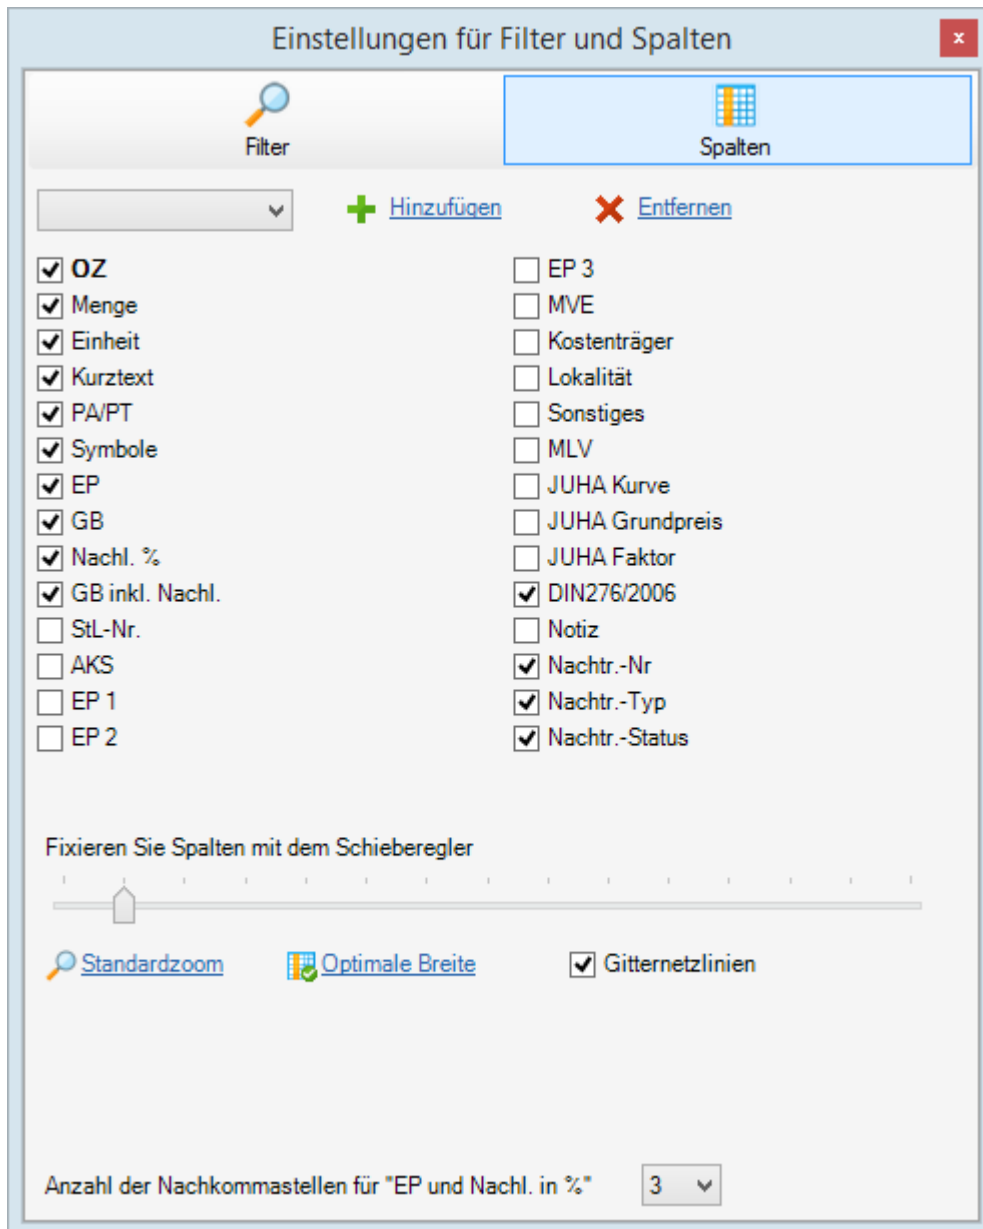 Einstellungen für Filter und Spalten
x
Filter
Spalten
Hinzufügen
Entfernen
OZ
Menge
Einheit
Kurztext
PA/PT
Symbole
EP
GB
Nachl. %
GB inkl. Nachl.
StL-Nr.
AKS
EP 1
EP 2
EP 3
MVE
Kostenträger
Lokalität
Sonstiges
MLV
JUHA Kurve
JUHA Grundpreis
JUHA Faktor
DIN276/2006
Notiz
Nachtr.-Nr
Nachtr.-Typ
Nachtr.-Status
Fixieren Sie Spalten mit dem Schieberegler
Standardzoom
Optimale Breite
Gitternetzlinien
Anzahl der Nachkommastellen für "EP und Nachl. in %" 3